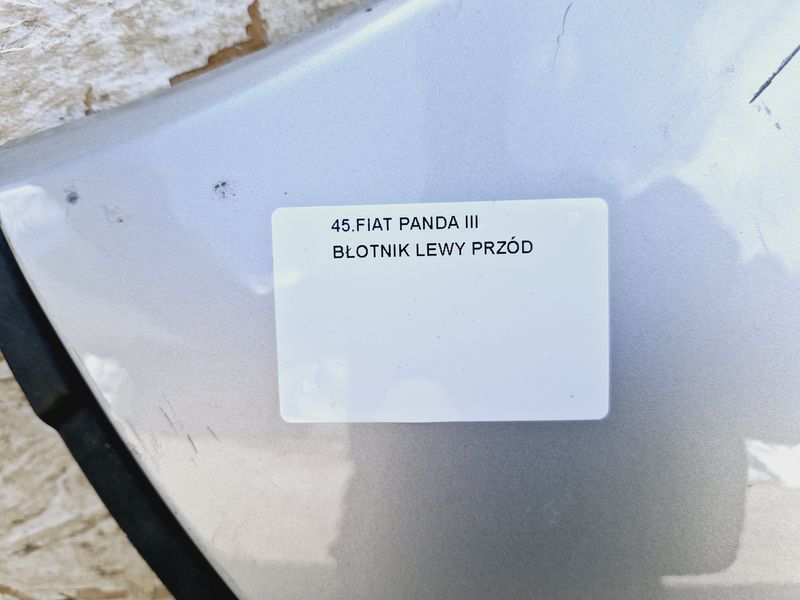 45.FIAT PANDA III
BŁOTNIK LEWY PRZÓD